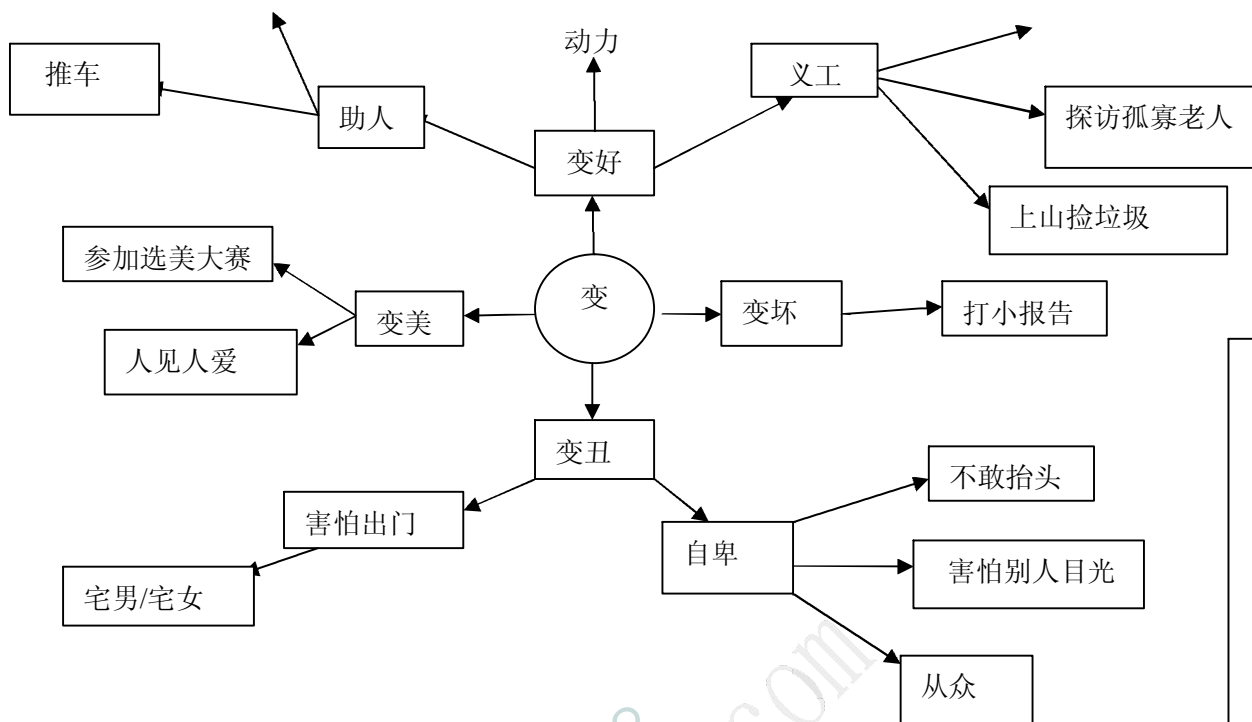 动力
推车
义工
助人
探访孤寡老人
变好
上山捡垃圾
参加选美大赛
变
变美
变坏
打小报告
人见人爱
变丑
不敢抬头
害怕出门
自卑
害怕别人目光
宅男/宅女
从众
com